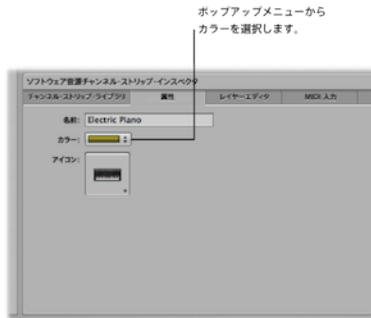 ポップアップメニューから
カラーを選択します。
ソフトウェア音源チャンネル・ストリップ・インスペクタ
チャンネル・ストリップ・ライブラリ 属性 レイヤーエディタ MIDI 入力
名前: Electric Piano
カラー:
アイコン: